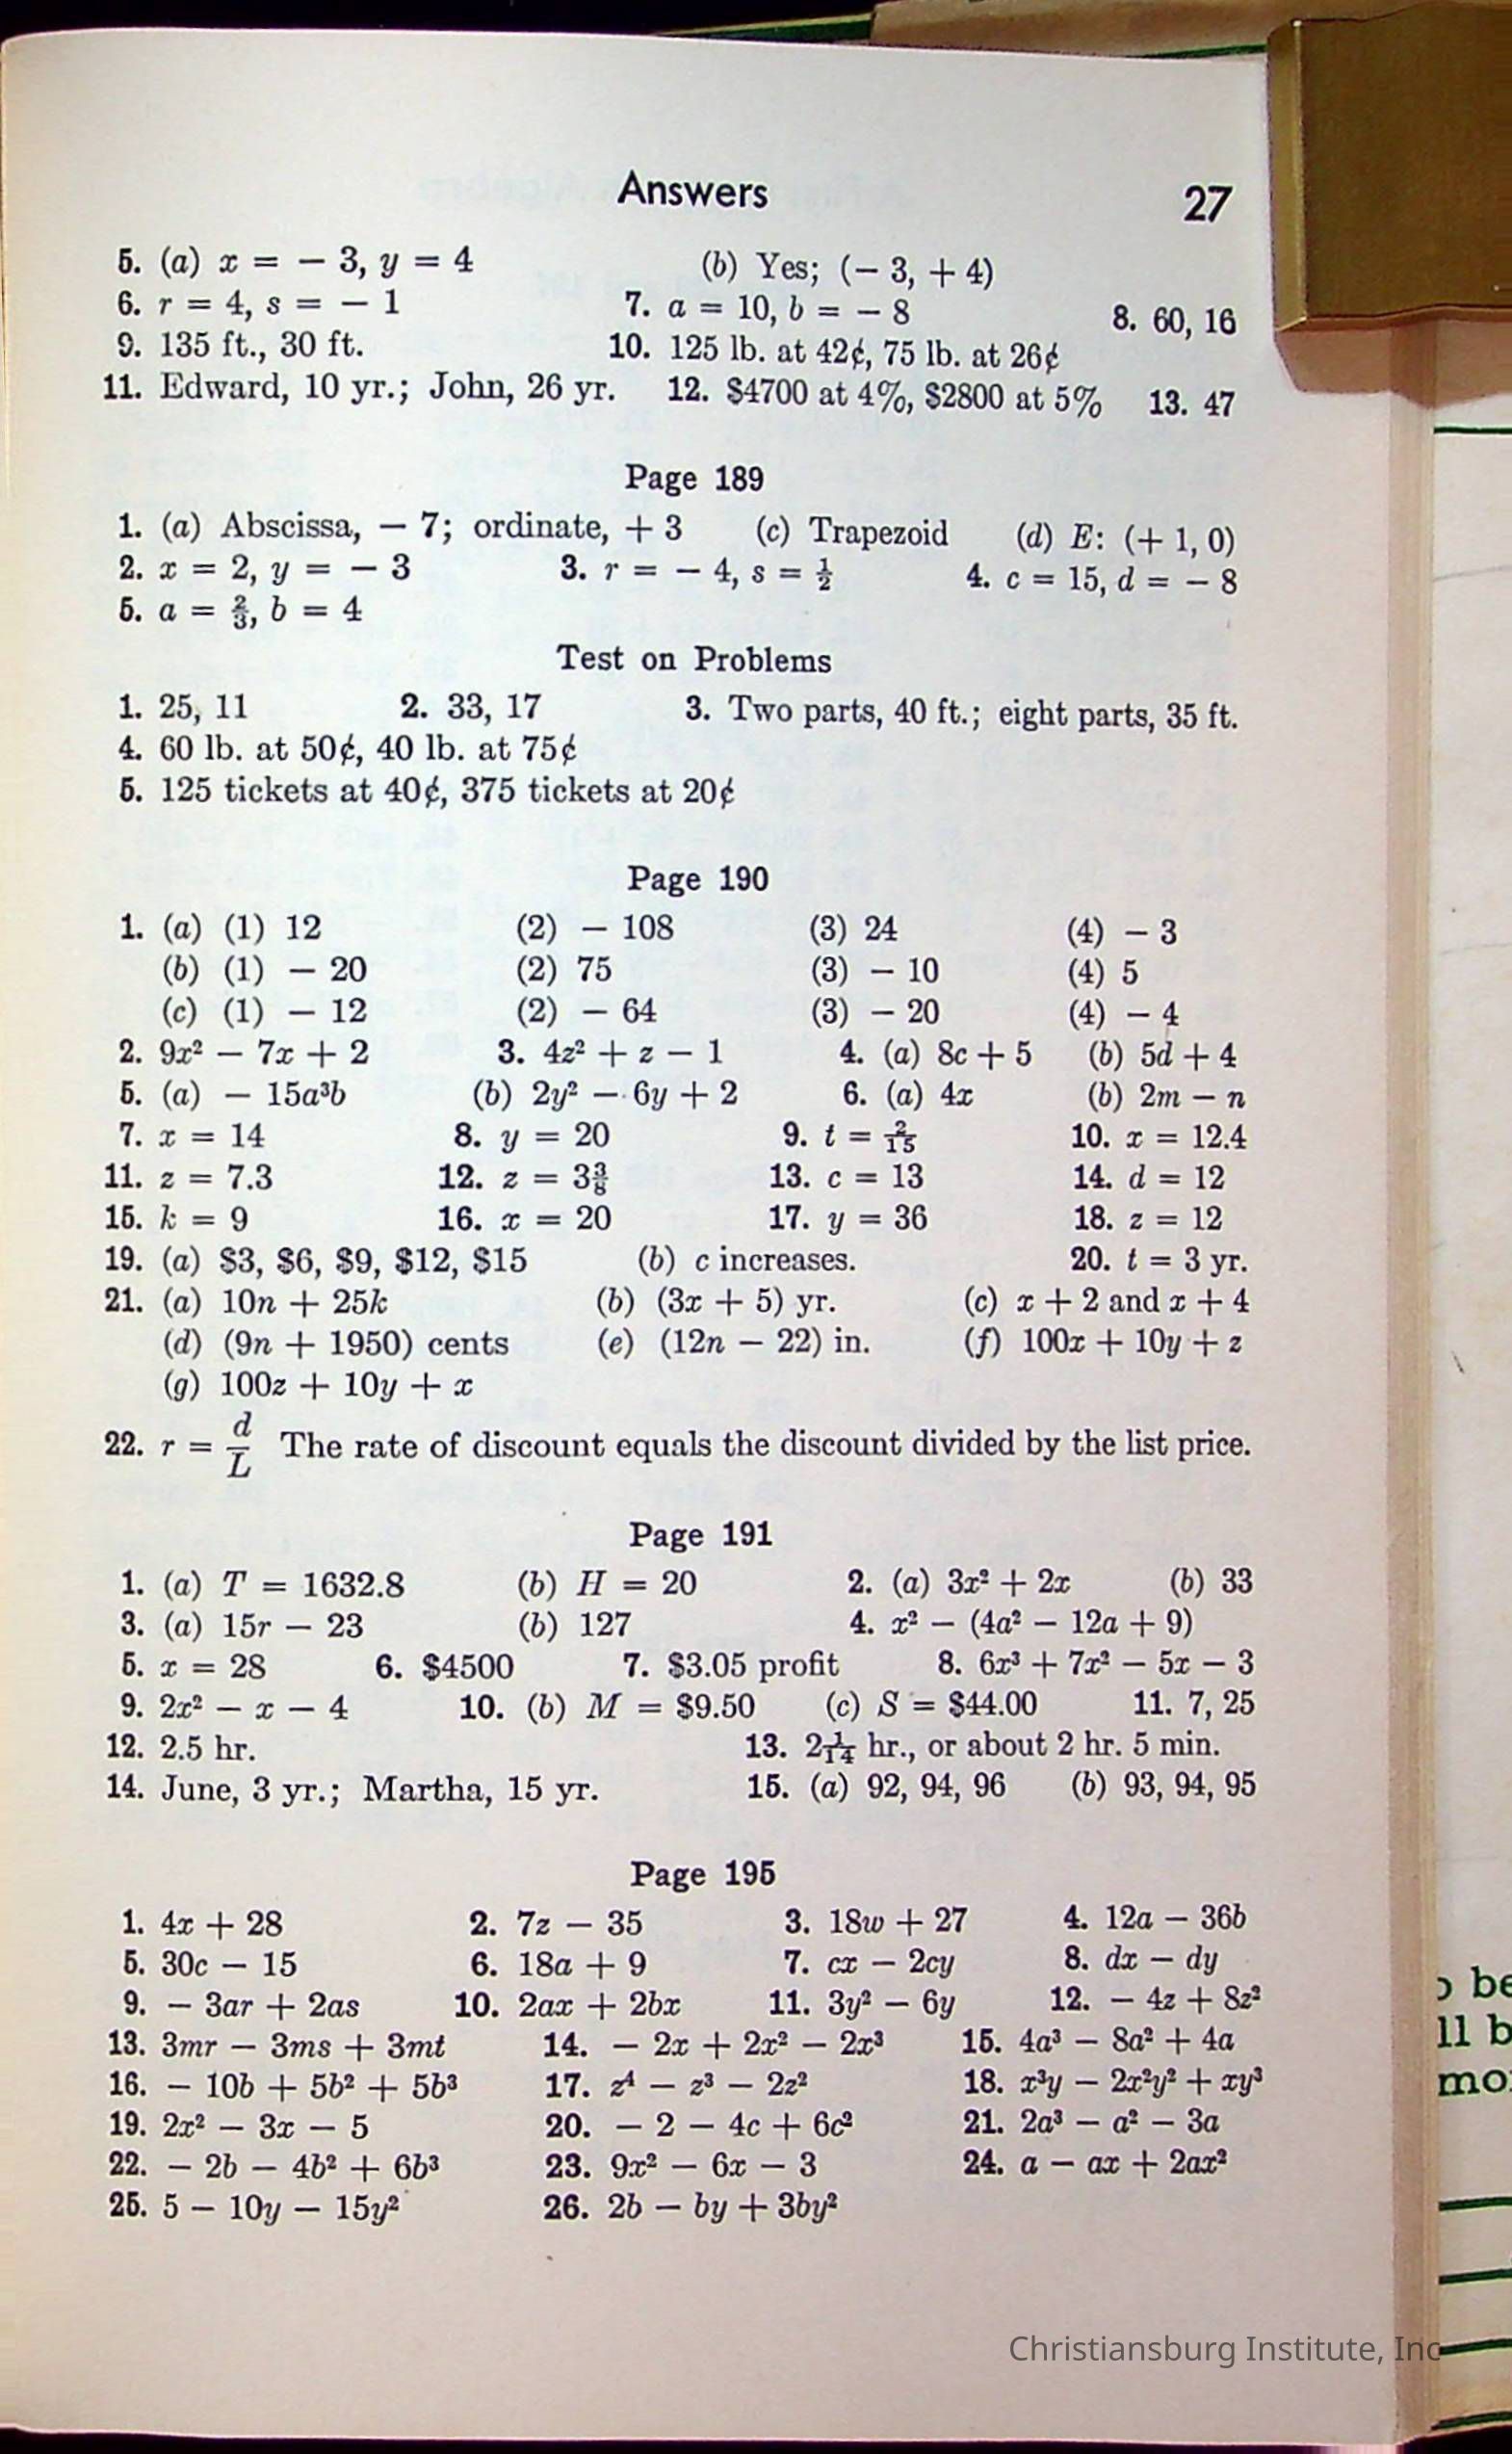 Answers 27
5. (a) x = − 3, y = 4 (b) Yes; (− 3, + 4)
6. r = 4, s = − 1 7. a = 10, b = − 8 8. 60, 16
9. 135 ft., 30 ft. 10. 125 lb. at 42¢, 75 lb. at 26¢
11. Edward, 10 yr.; John, 26 yr. 12. $4700 at 4%, $2800 at 5% 13. 47
Page 189
1. (a) Abscissa, − 7; ordinate, + 3 (c) Trapezoid (d) E: (+ 1, 0)
2. x = 2, y = − 3 3. r = − 4, s = ½ 4. c = 15, d = − 8
5. a = ⅔, b = 4
Test on Problems
1. 25, 11 2. 33, 17 3. Two parts, 40 ft.; eight parts, 35 ft.
4. 60 lb. at 50¢, 40 lb. at 75¢
5. 125 tickets at 40¢, 375 tickets at 20¢
Page 190
1. (a) (1) 12 (2) − 108 (3) 24 (4) − 3
(b) (1) − 20 (2) 75 (3) − 10 (4) 5
(c) (1) − 12 (2) − 64 (3) − 20 (4) − 4
2. 9x² − 7x + 2 3. 4z² + z − 1 4. (a) 8c + 5 (b) 5d + 4
5. (a) − 15a³b (b) 2y² − 6y + 2 6. (a) 4x (b) 2m − n
7. x = 14 8. y = 20 9. t = 2/15 10. x = 12.4
11. z = 7.3 12. z = 3⅜ 13. c = 13 14. d = 12
15. k = 9 16. x = 20 17. y = 36 18. z = 12
19. (a) $3, $6, $9, $12, $15 (b) c increases. 20. t = 3 yr.
21. (a) 10n + 25k (b) (3x + 5) yr. (c) x + 2 and x + 4
(d) (9n + 1950) cents (e) (12n − 22) in. (f) 100x + 10y + z
(g) 100z + 10y + x
22. r = d/L The rate of discount equals the discount divided by the list price.
Page 191
1. (a) T = 1632.8 (b) H = 20 2. (a) 3x² + 2x (b) 33
3. (a) 15r − 23 (b) 127 4. x² − (4a² − 12a + 9)
5. x = 28 6. $4500 7. $3.05 profit 8. 6x³ + 7x² − 5x − 3
9. 2x² − x − 4 10. (b) M = $9.50 (c) S = $44.00 11. 7, 25
12. 2.5 hr. 13. 2 1/14 hr., or about 2 hr. 5 min.
14. June, 3 yr.; Martha, 15 yr. 15. (a) 92, 94, 96 (b) 93, 94, 95
Page 195
1. 4x + 28 2. 7z − 35 3. 18w + 27 4. 12a − 36b
5. 30c − 15 6. 18a + 9 7. cx − 2cy 8. dx − dy
9. − 3ar + 2as 10. 2ax + 2bx 11. 3y² − 6y 12. − 4z + 8z²
13. 3mr − 3ms + 3mt 14. − 2x + 2x² − 2x³ 15. 4a³ − 8a² + 4a
16. − 10b + 5b² + 5b³ 17. z⁴ − z³ − 2z² 18. x³y − 2x²y² + xy³
19. 2x² − 3x − 5 20. − 2 − 4c + 6c² 21. 2a³ − a² − 3a
22. − 2b − 4b² + 6b³ 23. 9x² − 6x − 3 24. a − ax + 2ax²
25. 5 − 10y − 15y² 26. 2b − by + 3by²
Christiansburg Institute, Inc